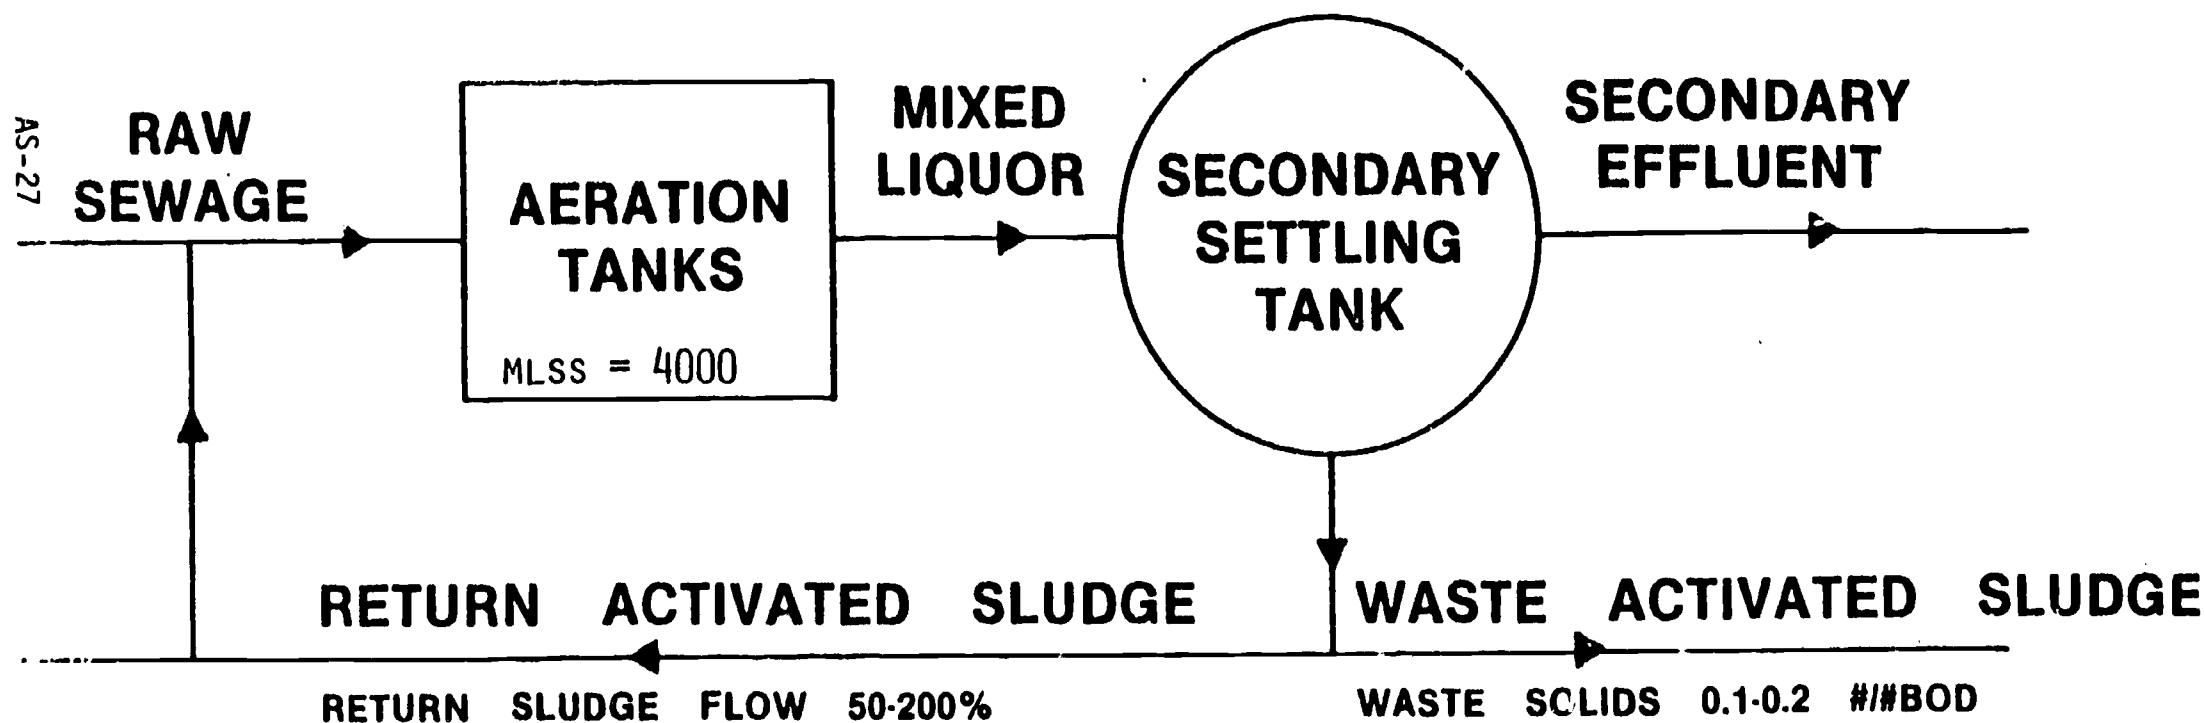 AS-27
RAW
SEWAGE
AERATION
TANKS
MLSS = 4000
MIXED
LIQUOR
SECONDARY
SETTLING
TANK
SECONDARY
EFFLUENT
RETURN ACTIVATED SLUDGE
RETURN SLUDGE FLOW 50-200%
WASTE ACTIVATED SLUDGE
WASTE SOLIDS 0.1-0.2 #/#BOD